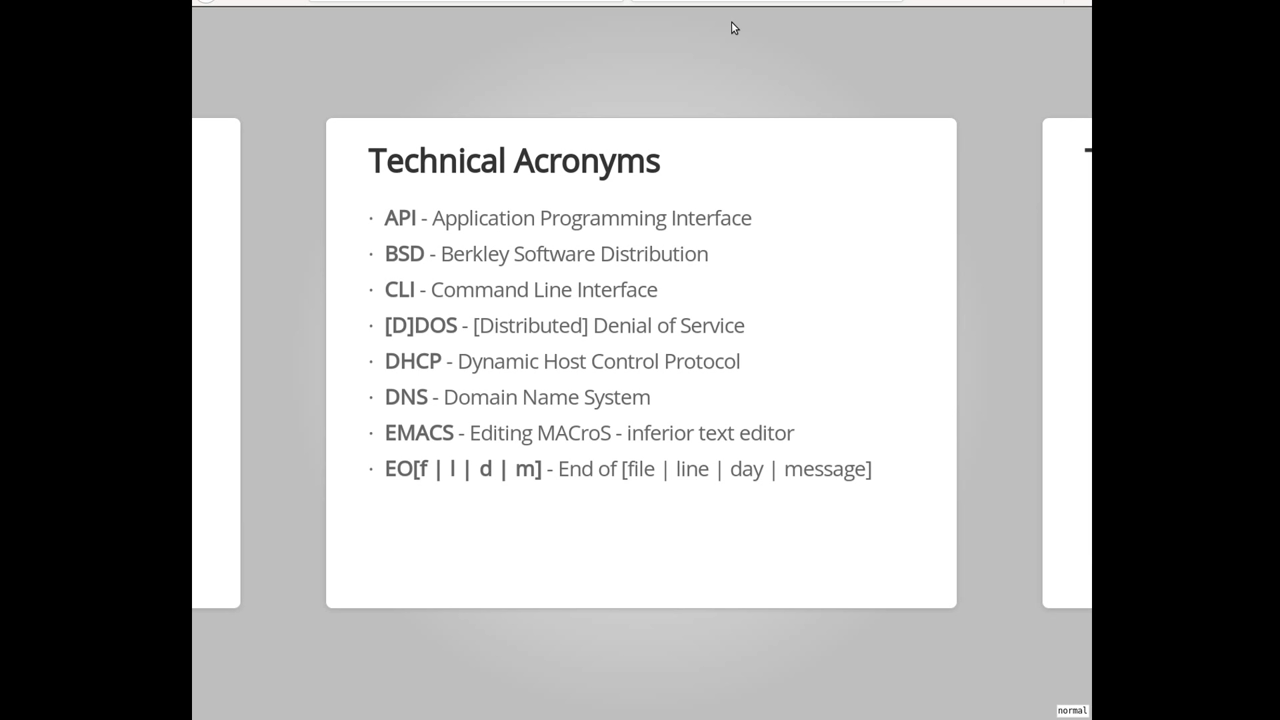 Technical Acronyms
· API - Application Programming Interface
· BSD - Berkley Software Distribution
· CLI - Command Line Interface
· [D]DOS - [Distributed] Denial of Service
· DHCP - Dynamic Host Control Protocol
· DNS - Domain Name System
· EMACS - Editing MACroS - inferior text editor
· EO[f | l | d | m] - End of [file | line | day | message]
normal